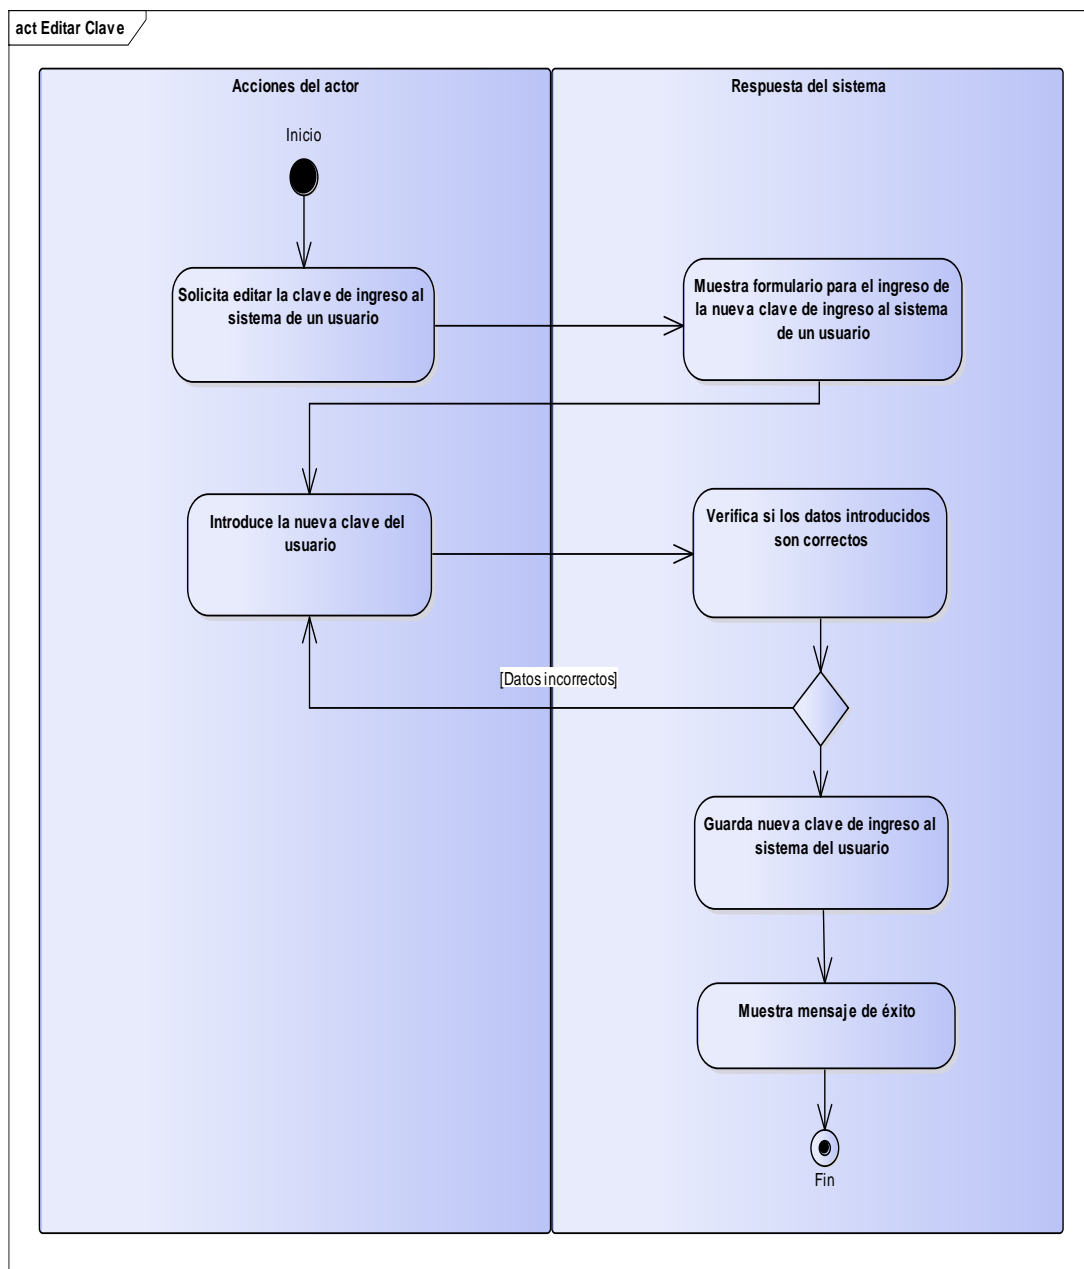 act Editar Clave
Acciones del actor
Respuesta del sistema
Inicio
Solicita editar la clave de ingreso al
sistema de un usuario
Muestra formulario para el ingreso de
la nueva clave de ingreso al sistema
de un usuario
Introduce la nueva clave del
usuario
Verifica si los datos introducidos
son correctos
[Datos incorrectos]
Guarda nueva clave de ingreso al
sistema del usuario
Muestra mensaje de éxito
Fin